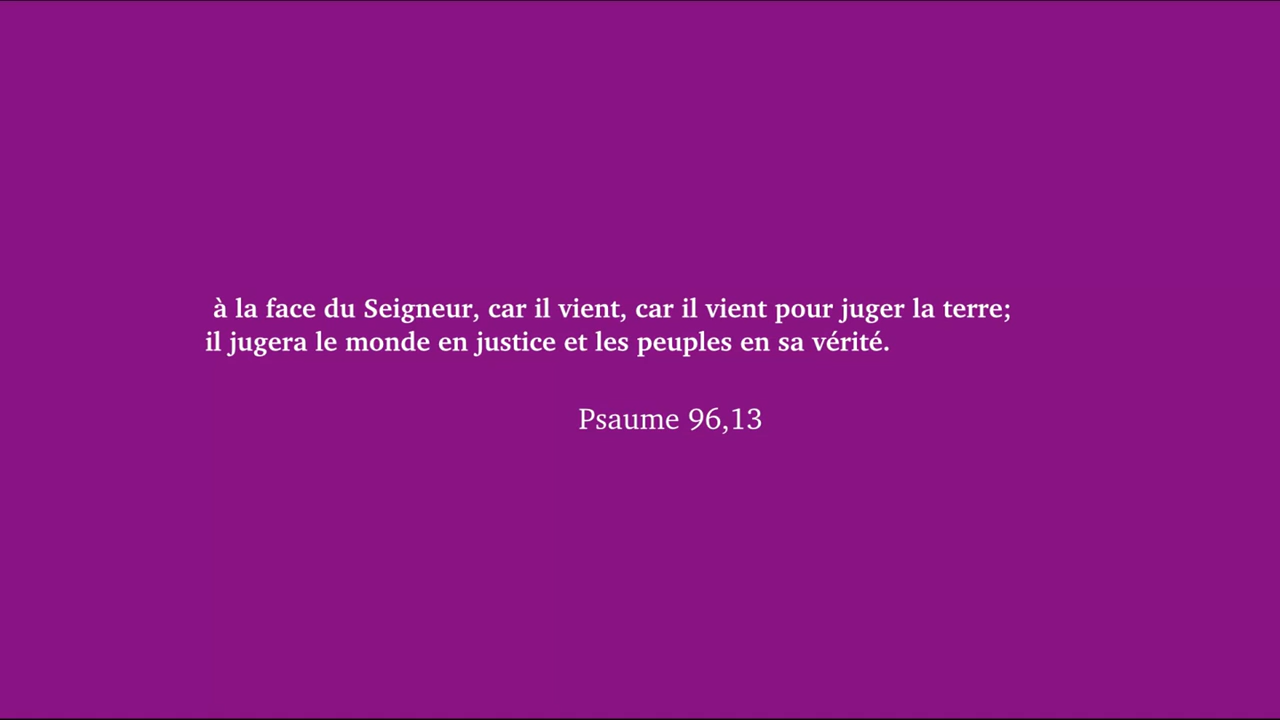 à la face du Seigneur, car il vient, car il vient pour juger la terre;
il jugera le monde en justice et les peuples en sa vérité.
Psaume 96,13